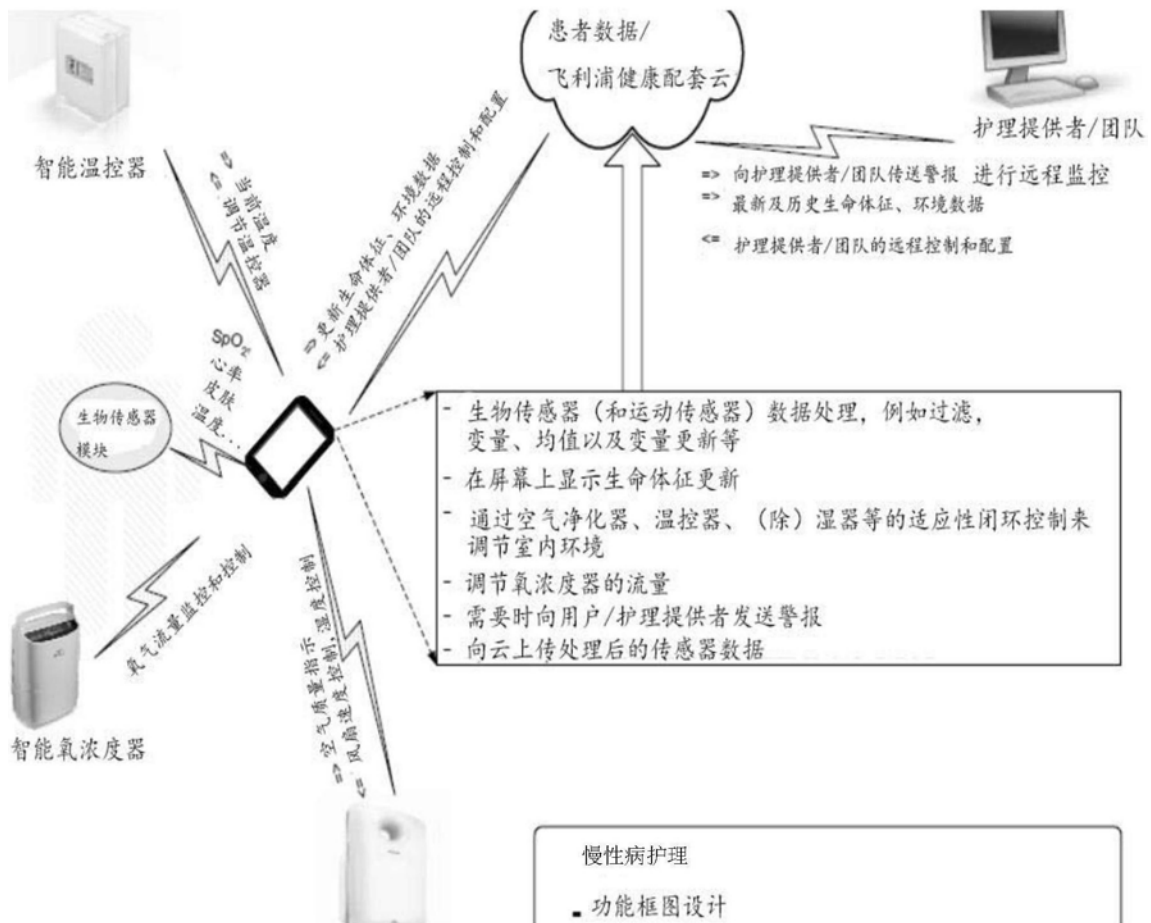 患者数据/
飞利浦健康配套云
护理提供者/团队
进行远程监控
智能温控器
=> 向护理提供者/团队传送警报
=> 最新及历史生命体征、环境数据
<= 护理提供者/团队的远程控制和配置
=> 当前温度
<= 调节温控器
=> 更新生命体征、环境数据
<= 护理提供者/团队的远程控制和配置
SpO2
心率
皮肤
温度...
生物传感器
模块
- 生物传感器（和运动传感器）数据处理，例如过滤，
变量、均值以及变量更新等
- 在屏幕上显示生命体征更新
- 通过空气净化器、温控器、（除）湿器等的适应性闭环控制来
调节室内环境
- 调节氧浓度器的流量
- 需要时向用户/护理提供者发送警报
- 向云上传处理后的传感器数据
氧气流量监控和控制
智能氧浓度器
=> 空气质量指示
<= 风扇速度控制,湿度控制
慢性病护理
▪ 功能框图设计